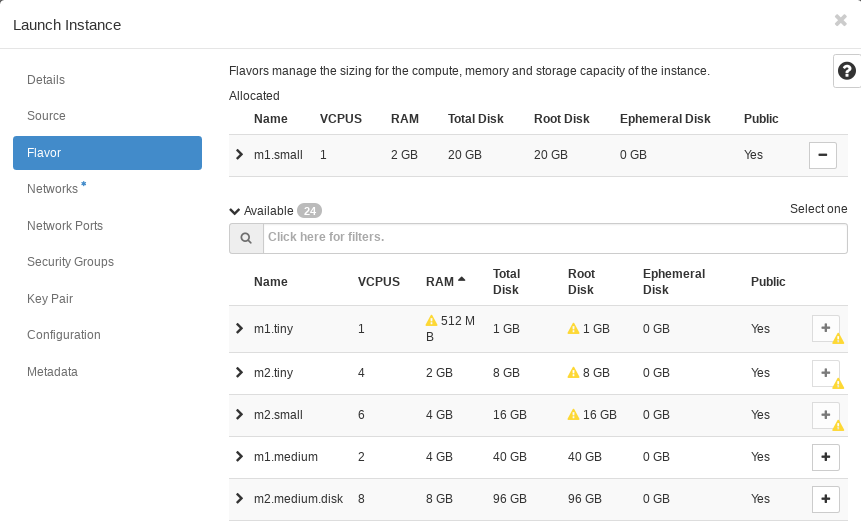 Launch Instance
Details
Source
Flavor
Networks *
Network Ports
Security Groups
Key Pair
Configuration
Metadata
Flavors manage the sizing for the compute, memory and storage capacity of the instance.
Allocated
Name VCPUS RAM Total Disk Root Disk Ephemeral Disk Public
m1.small 1 2 GB 20 GB 20 GB 0 GB Yes
Available 24 Select one
Click here for filters.
Name VCPUS RAM Total Disk Root Disk Ephemeral Disk Public
m1.tiny 1 512 MB 1 GB 1 GB 0 GB Yes
m2.tiny 4 2 GB 8 GB 8 GB 0 GB Yes
m2.small 6 4 GB 16 GB 16 GB 0 GB Yes
m1.medium 2 4 GB 40 GB 40 GB 0 GB Yes
m2.medium.disk 8 8 GB 96 GB 96 GB 0 GB Yes